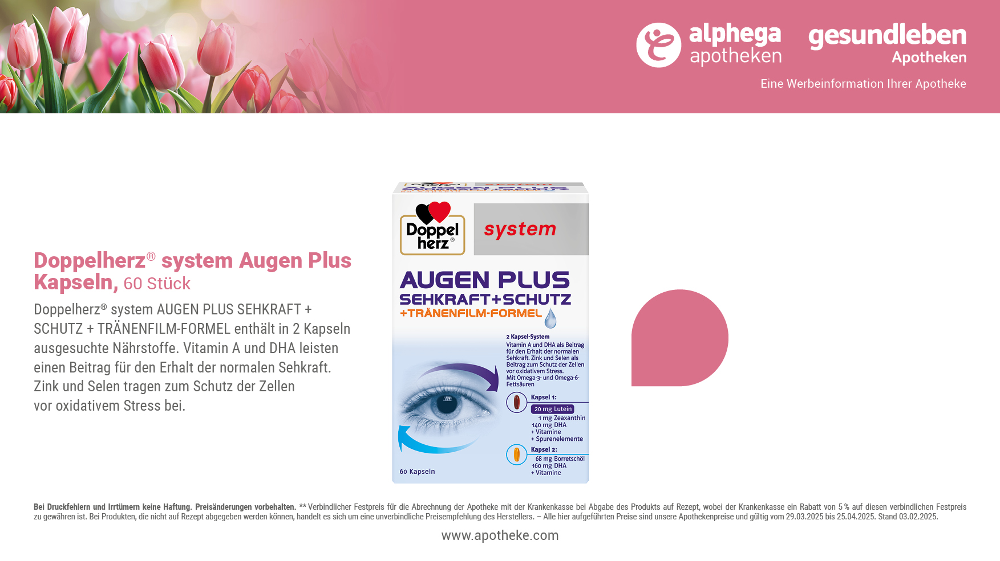 alphega
apotheken
gesundleben
Apotheken
Eine Werbeinformation Ihrer Apotheke
Doppelherz® system Augen Plus
Kapseln, 60 Stück
Doppelherz® system AUGEN PLUS SEHKRAFT +
SCHUTZ + TRÄNENFILM-FORMEL enthält in 2 Kapseln
ausgesuchte Nährstoffe. Vitamin A und DHA leisten
einen Beitrag für den Erhalt der normalen Sehkraft.
Zink und Selen tragen zum Schutz der Zellen
vor oxidativem Stress bei.
Doppel
herz®
system
AUGEN PLUS
SEHKRAFT+SCHUTZ
60 Kapseln
Doppel
herz®
system
AUGEN PLUS
SEHKRAFT+SCHUTZ
+TRÄNENFILM-FORMEL
2 Kapsel-System
Vitamin A und DHA als Beitrag
für den Erhalt der normalen
Sehkraft. Zink und Selen als
Beitrag zum Schutz der Zellen
vor oxidativem Stress.
Mit Omega-3- und Omega-6-
Fettsäuren
Kapsel 1:
20 mg Lutein
1 mg Zeaxanthin
140 mg DHA
+ Vitamine
+ Spurenelemente
Kapsel 2:
68 mg Borretschöl
160 mg DHA
+ Vitamine
60 Kapseln
Bei Druckfehlern und Irrtümern keine Haftung. Preisänderungen vorbehalten. ** Verbindlicher Festpreis für die Abrechnung der Apotheke mit der Krankenkasse bei Abgabe des Produkts auf Rezept, wobei der Krankenkasse ein Rabatt von 5 % auf diesen verbindlichen Festpreis
zu gewähren ist. Bei Produkten, die nicht auf Rezept abgegeben werden können, handelt es sich um eine unverbindliche Preisempfehlung des Herstellers. – Alle hier aufgeführten Preise sind unsere Apothekenpreise und gültig vom 29.03.2025 bis 25.04.2025. Stand 03.02.2025.
www.apotheke.com